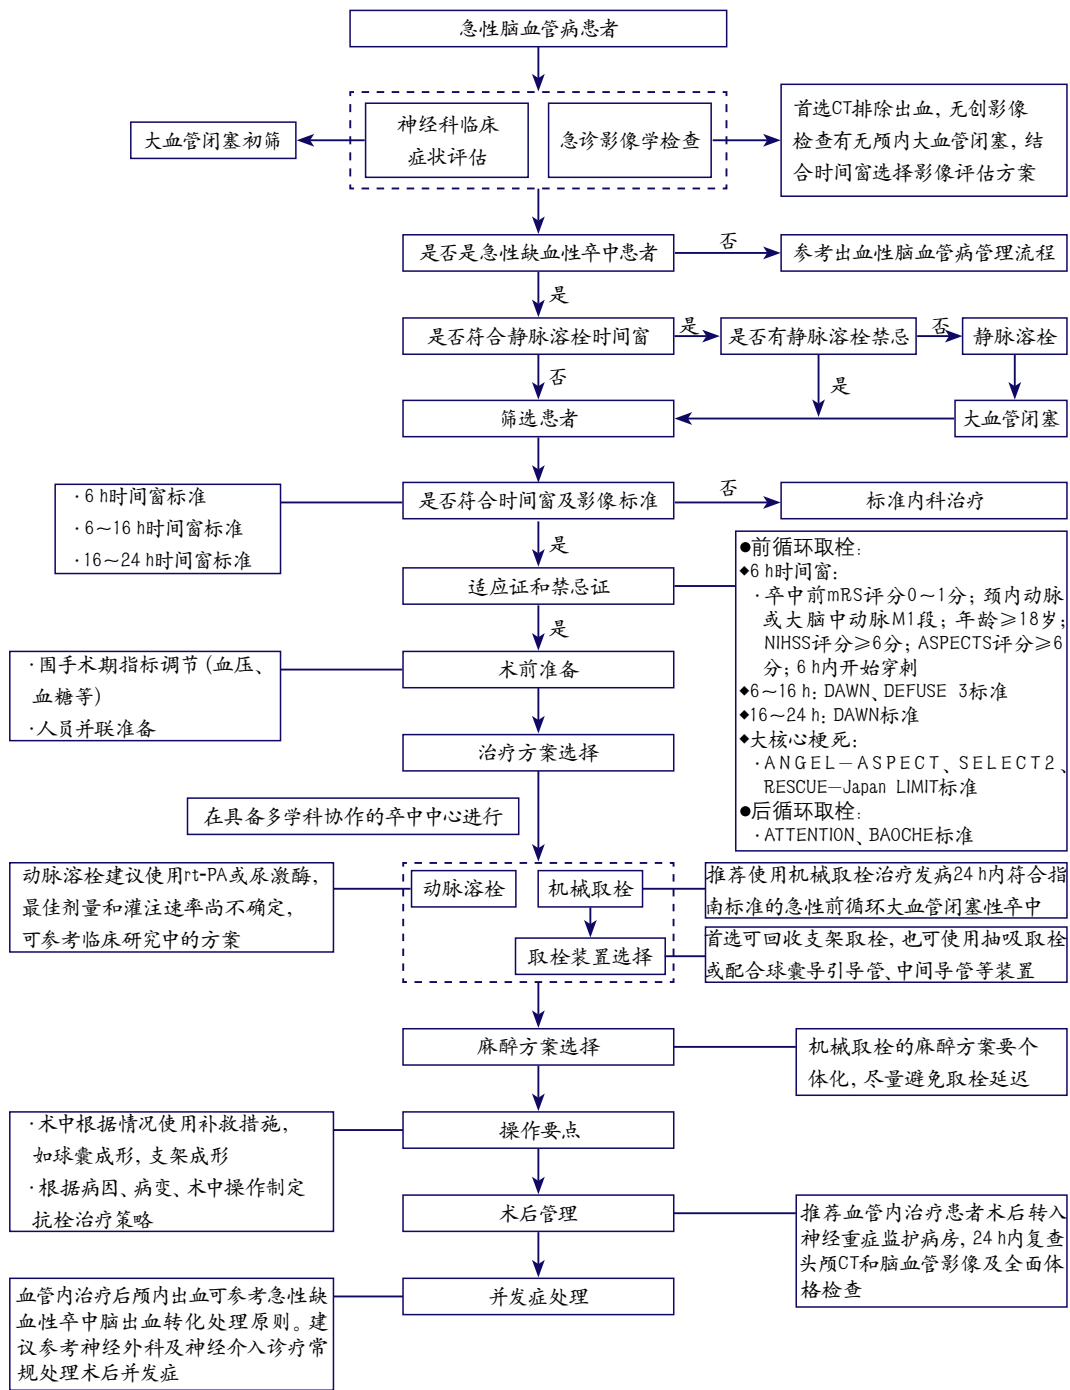 急性脑血管病患者
神经科临床
症状评估
急诊影像学检查
大血管闭塞初筛
首选CT排除出血, 无创影像
检查有无颅内大血管闭塞, 结
合时间窗选择影像评估方案
是否是急性缺血性卒中患者
否
参考出血性脑血管病管理流程
是
是否符合静脉溶栓时间窗
是
是否有静脉溶栓禁忌
否
静脉溶栓
否
是
筛选患者
大血管闭塞
·6 h时间窗标准
·6～16 h时间窗标准
·16～24 h时间窗标准
是否符合时间窗及影像标准
否
标准内科治疗
是
适应证和禁忌证
●前循环取栓:
◆6 h时间窗:
·卒中前mRS评分0～1分; 颈内动脉
或大脑中动脉M1段; 年龄≥18岁;
NIHSS评分≥6分; ASPECTS评分≥6
分; 6 h内开始穿刺
◆6～16 h: DAWN、DEFUSE 3标准
◆16～24 h: DAWN标准
◆大核心梗死:
·ANGEL-ASPECT、SELECT2、
RESCUE-Japan LIMIT标准
●后循环取栓:
·ATTENTION、BAOCHE标准
是
·围手术期指标调节 (血压、
血糖等)
·人员并联准备
术前准备
治疗方案选择
在具备多学科协作的卒中中心进行
动脉溶栓建议使用rt-PA或尿激酶,
最佳剂量和灌注速率尚不确定,
可参考临床研究中的方案
动脉溶栓
机械取栓
推荐使用机械取栓治疗发病24 h内符合指
南标准的急性前循环大血管闭塞性卒中
取栓装置选择
首选可回收支架取栓, 也可使用抽吸取栓
或配合球囊导引导管、中间导管等装置
麻醉方案选择
机械取栓的麻醉方案要个
体化, 尽量避免取栓延迟
·术中根据情况使用补救措施,
如球囊成形, 支架成形
·根据病因、病变、术中操作制定
抗栓治疗策略
操作要点
术后管理
推荐血管内治疗患者术后转入
神经重症监护病房, 24 h内复查
头颅CT和脑血管影像及全面体
格检查
血管内治疗后颅内出血可参考急性缺
血性卒中脑出血转化处理原则。建
议参考神经外科及神经介入诊疗常
规处理术后并发症
并发症处理